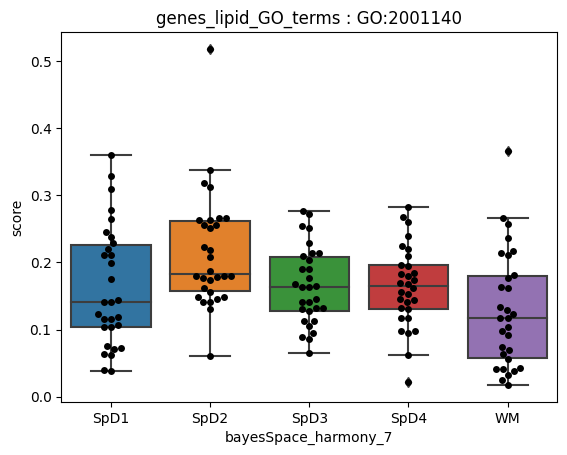 genes_lipid_GO_terms : GO:2001140
score
0.5
0.4
0.3
0.2
0.1
0.0
SpD1 SpD2 SpD3 SpD4 WM
bayesSpace_harmony_7